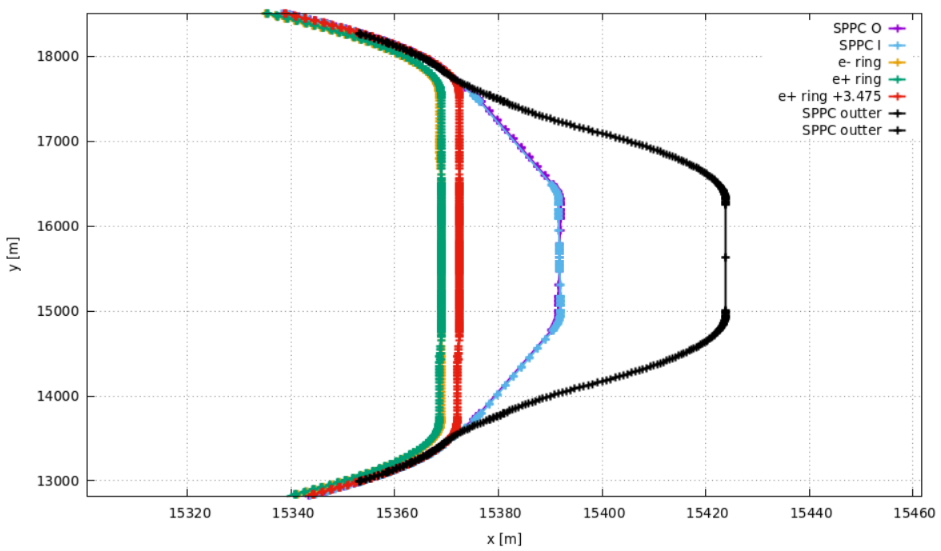 18000
17000
16000
15000
14000
13000
y [m]
15320
15340
15360
15380
15400
15420
15440
15460
x [m]
SPPC O
SPPC I
e- ring
e+ ring
e+ ring +3.475
SPPC outter
SPPC outter